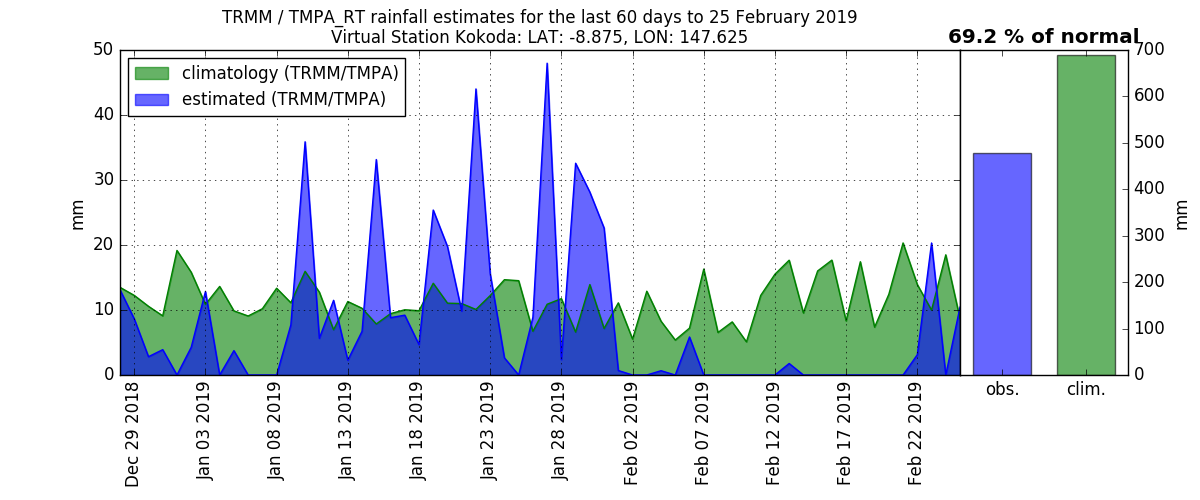 TRMM / TMPA_RT rainfall estimates for the last 60 days to 25 February 2019
Virtual Station Kokoda: LAT: -8.875, LON: 147.625
69.2 % of normal
climatology (TRMM/TMPA)
estimated (TRMM/TMPA)
50
40
30
20
10
0
mm
Dec 29 2018
Jan 03 2019
Jan 08 2019
Jan 13 2019
Jan 18 2019
Jan 23 2019
Jan 28 2019
Feb 02 2019
Feb 07 2019
Feb 12 2019
Feb 17 2019
Feb 22 2019
obs.
clim.
700
600
500
400
300
200
100
0
mm